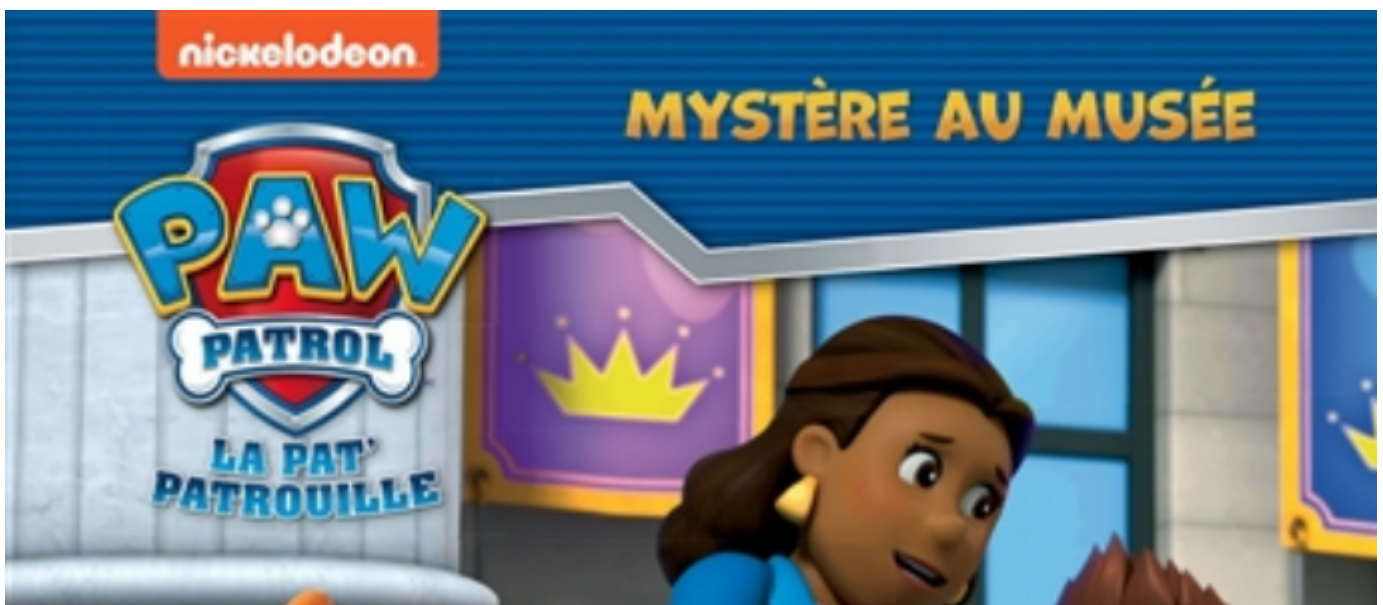 nickelodeon
MYSTÈRE AU MUSÉE
PAW
PATROL
LA PAT'
PATROUILLE